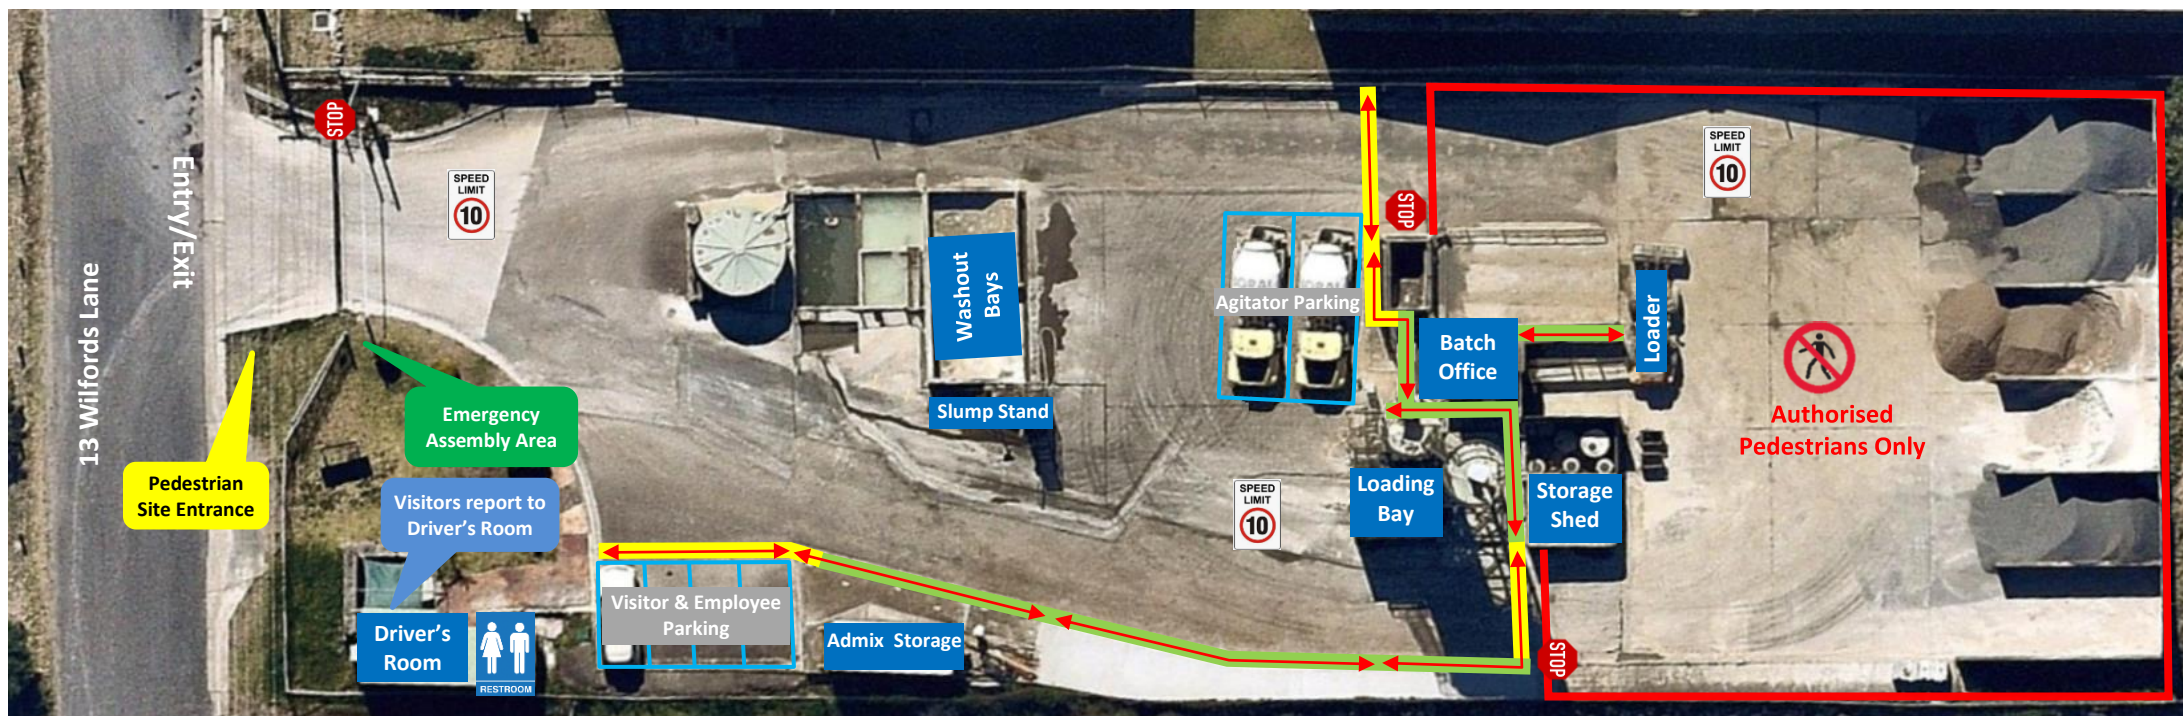 STOP
SPEED
LIMIT
10
Entry/Exit
13 Wilfords Lane
Pedestrian
Site Entrance
Emergency
Assembly Area
Visitors report to
Driver's Room
Driver's
Room
RESTROOM
Visitor & Employee
Parking
Admix Storage
Washout
Bays
Slump Stand
Agitator Parking
STOP
Batch
Office
Loader
SPEED
LIMIT
10
Loading
Bay
Storage
Shed
SPEED
LIMIT
10
Authorised
Pedestrians Only
STOP